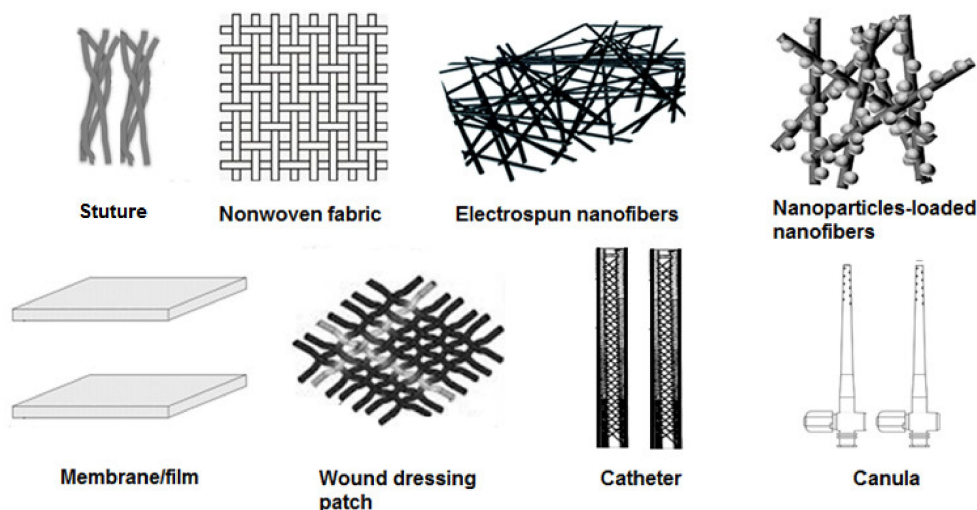 Stuture
Nonwoven fabric
Electrospun nanofibers
Nanoparticles-loaded
nanofibers
Membrane/film
Wound dressing
patch
Catheter
Canula